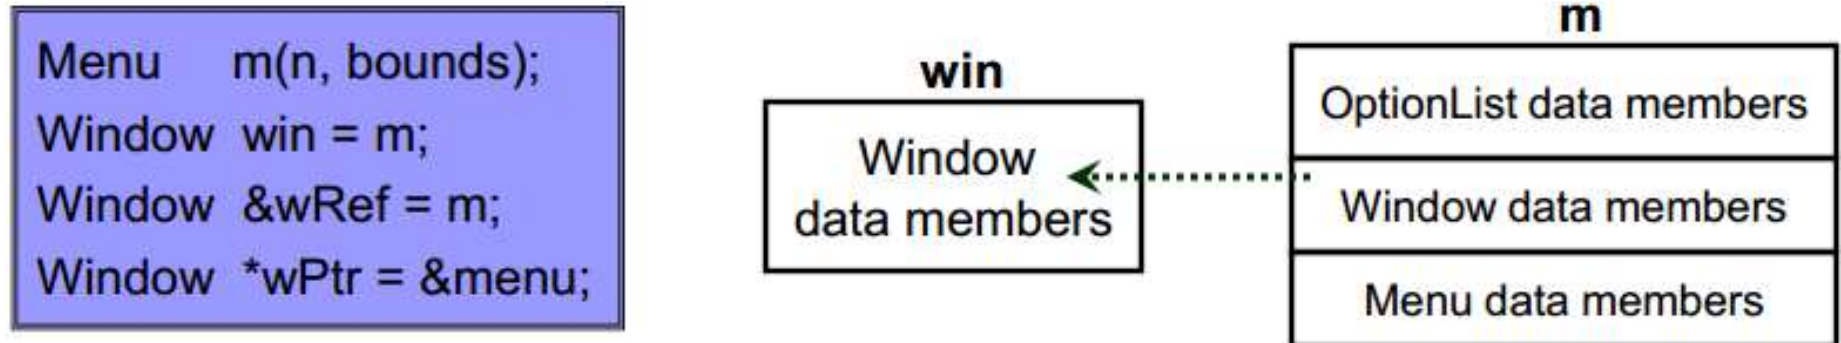 Menu m(n, bounds);
Window win = m;
Window &wRef = m;
Window *wPtr = &menu;
win
Window
data members
m
OptionList data members
Window data members
Menu data members